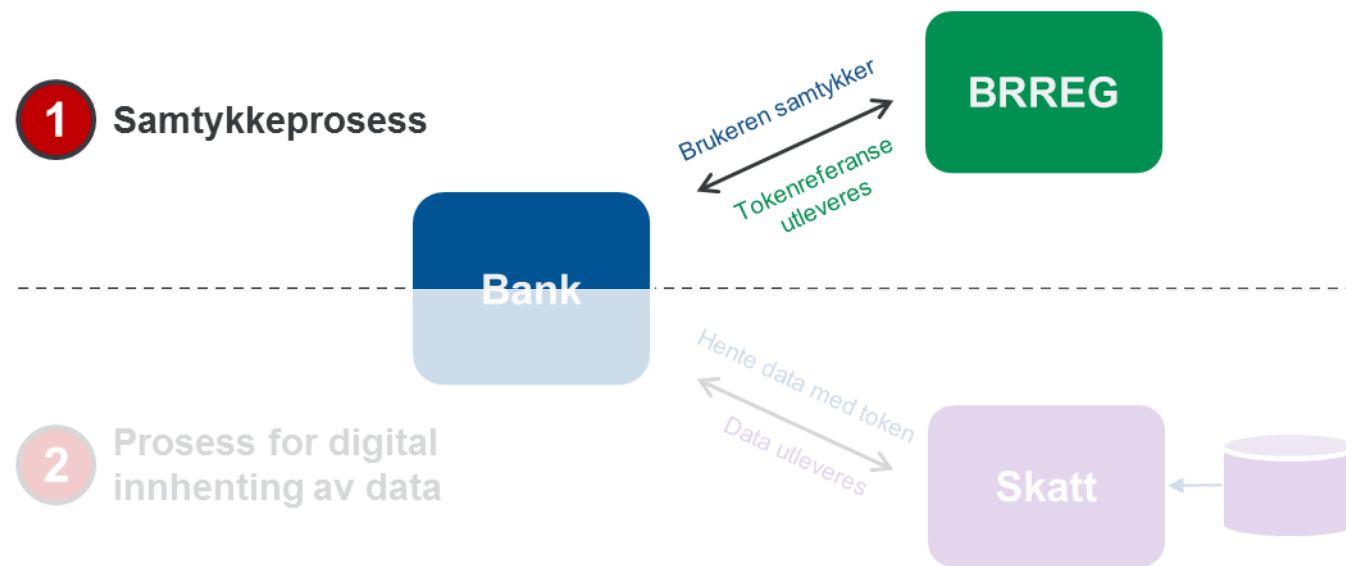 1
Samtykkeprosess
Brukeren samtykker
Tokenreferanse
utleveres
BRREG
Bank
2
Prosess for digital
innhenting av data
Hente data med token
Data utleveres
Skatt